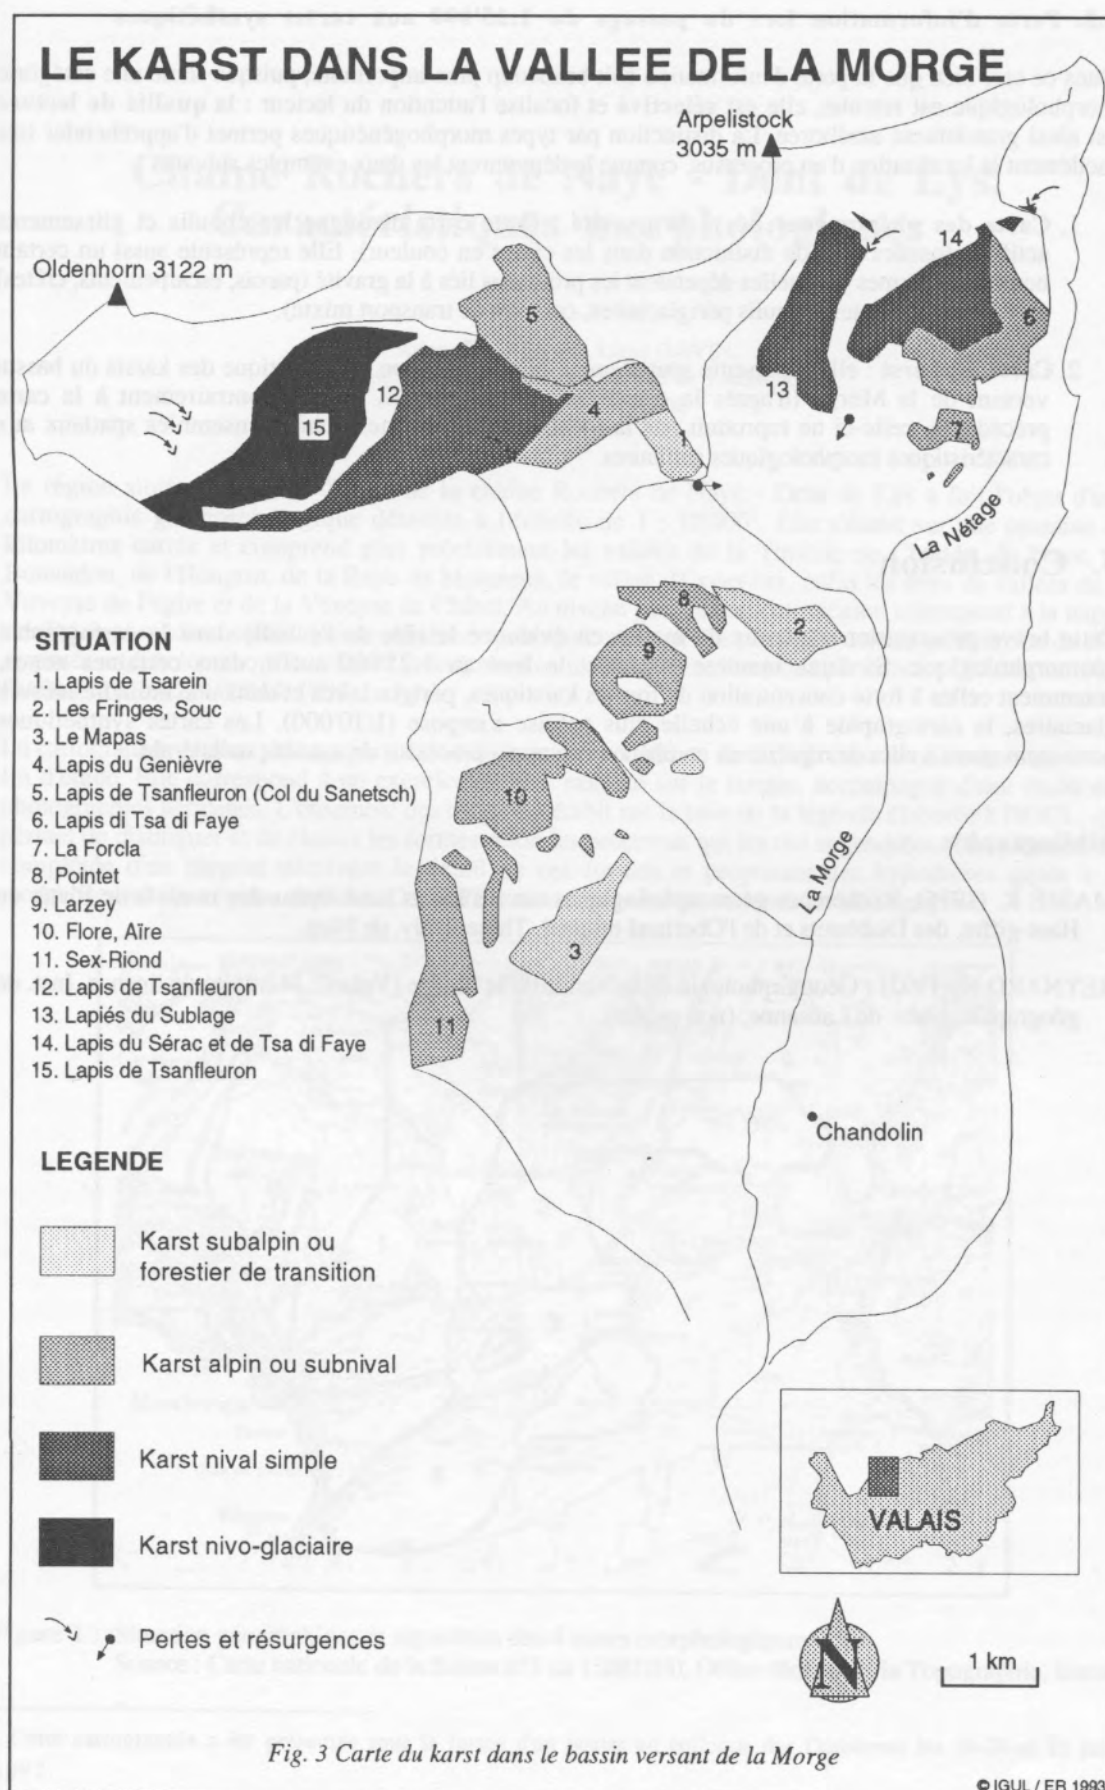 LE KARST DANS LA VALLEE DE LA MORGE
Arpelistock
3035 m
Oldenhorn 3122 m
14
5
6
12
13
15
4
7
1
La Nétage
8
2
9
SITUATION
1. Lapis de Tsarein
2. Les Fringes, Souc
3. Le Mapas
4. Lapis du Genièvre
5. Lapis de Tsanfleuron (Col du Sanetsch)
6. Lapis di Tsa di Faye
7. La Forcla
8. Pointet
9. Larzey
10. Flore, Aïre
11. Sex-Riond
12. Lapis de Tsanfleuron
13. Lapiés du Sublage
14. Lapis du Sérac et de Tsa di Faye
15. Lapis de Tsanfleuron
10
La Morge
3
11
Chandolin
LEGENDE
Karst subalpin ou
forestier de transition
Karst alpin ou subnival
Karst nival simple
Karst nivo-glaciaire
Pertes et résurgences
VALAIS
N
1 km
Fig. 3 Carte du karst dans le bassin versant de la Morge
© IGUL / ER 1993